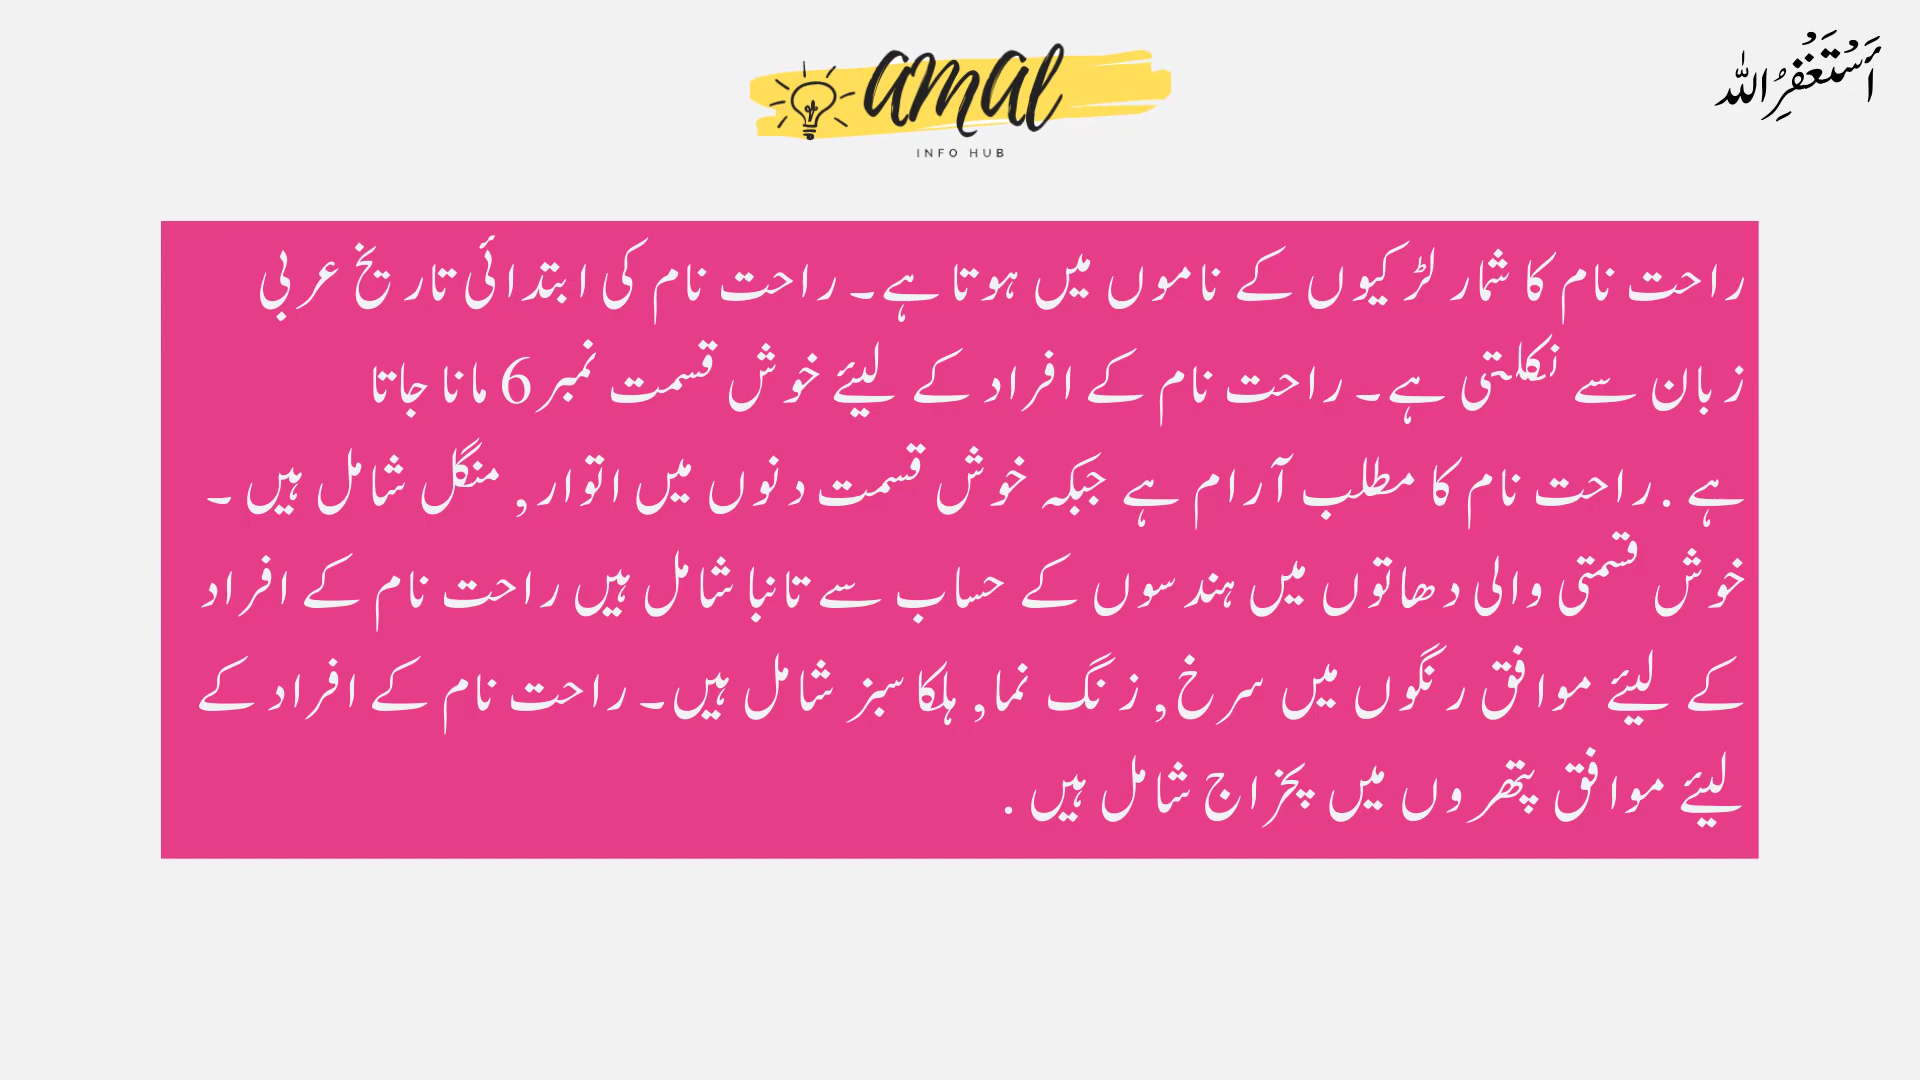 amal
INFO HUB
أَسْتَغْفِرُاللّٰه
راحت نام کا شمار لڑکیوں کے ناموں میں ہوتا ہے۔ راحت نام کی ابتدائی تاریخ عربی
زبان سے نکلتی ہے۔ راحت نام کے افراد کے لیئے خوش قسمت نمبر 6 مانا جاتا
ہے .راحت نام کا مطلب آرام ہے جبکہ خوش قسمت دنوں میں اتوار, منگل شامل ہیں ۔
خوش قسمتی والی دھاتوں میں ہندسوں کے حساب سے تانبا شامل ہیں راحت نام کے افراد
کے لیئے موافق رنگوں میں سرخ, زنگ نما, ہلکا سبز شامل ہیں۔ راحت نام کے افراد کے
لیئے موافق پتھروں میں پخراج شامل ہیں .